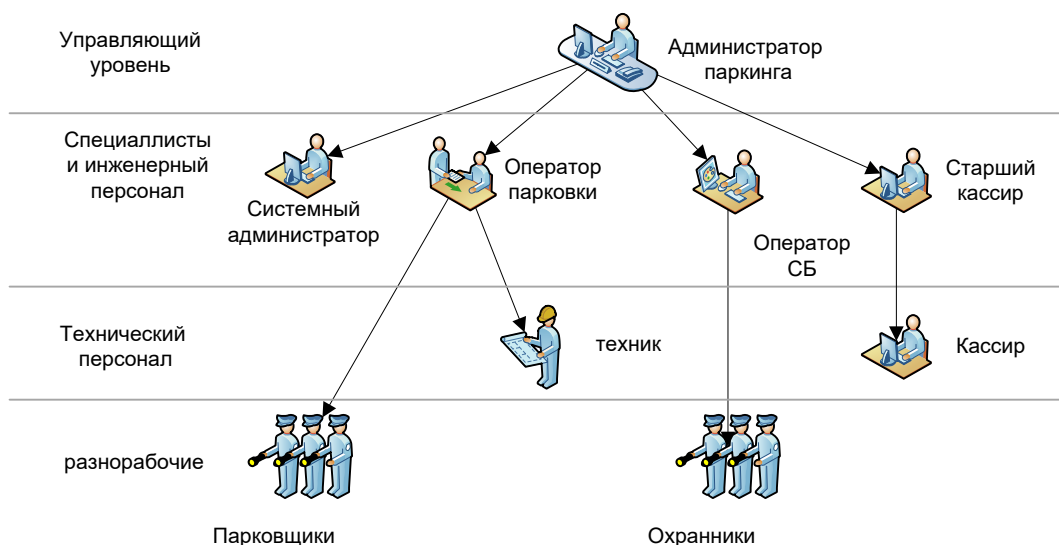 Управляющий
уровень
Администратор
паркинга
Специаллисты
и инженерный
персонал
Системный
администратор
Оператор
парковки
Оператор
СБ
Старший
кассир
Технический
персонал
техник
Кассир
разнорабочие
Парковщики
Охранники